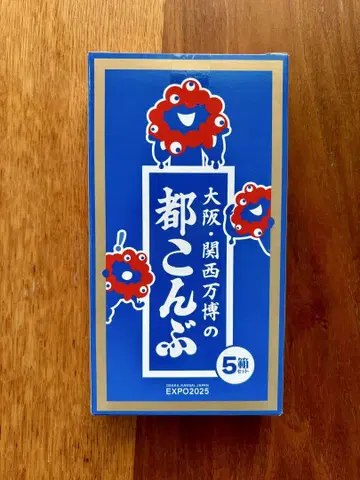 大阪・関西万博の
都こんぶ
5箱
セット
OSAKA, KANSAI, JAPAN
EXPO2025